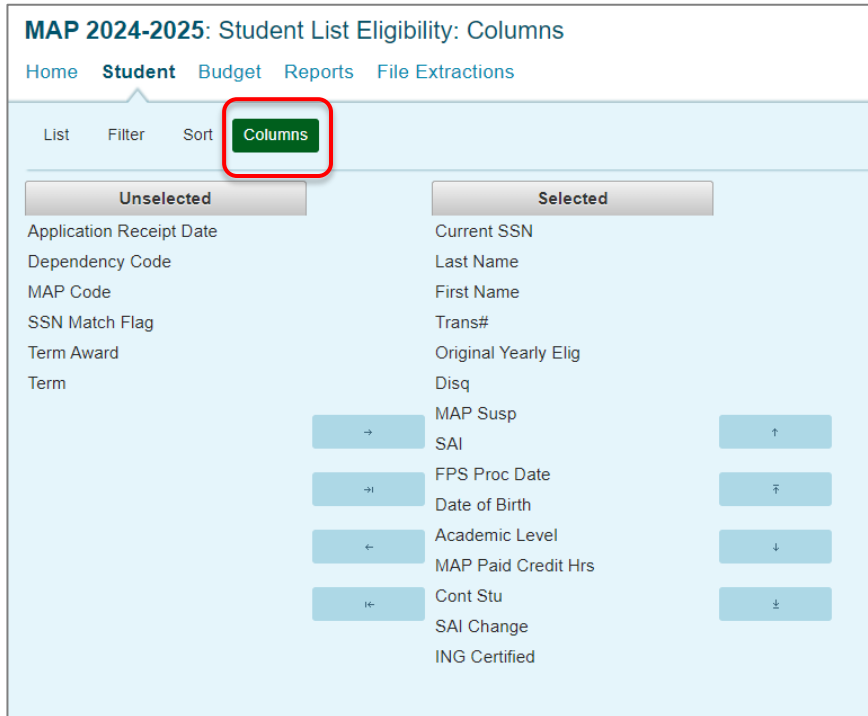 MAP 2024-2025: Student List Eligibility: Columns
Home Student Budget Reports File Extractions
List Filter Sort Columns
Unselected
Application Receipt Date
Dependency Code
MAP Code
SSN Match Flag
Term Award
Term
Selected
Current SSN
Last Name
First Name
Trans#
Original Yearly Elig
Disq
MAP Susp
SAI
FPS Proc Date
Date of Birth
Academic Level
MAP Paid Credit Hrs
Cont Stu
SAI Change
ING Certified